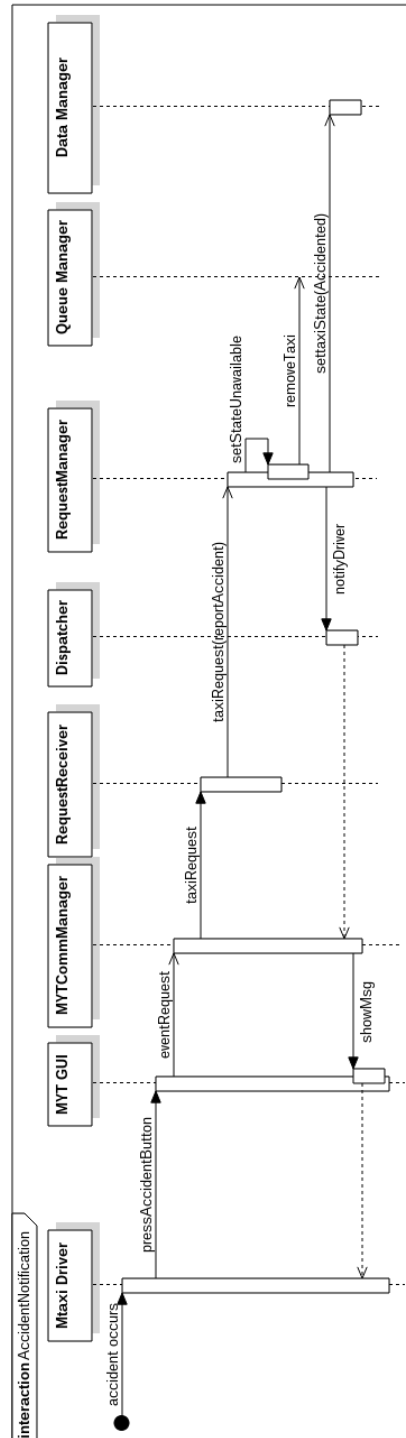 interaction AccidentNotification
Mtaxi Driver
MYT GUI
MYTCommManager
RequestReceiver
Dispatcher
RequestManager
Queue Manager
Data Manager
accident occurs
pressAccidentButton
eventRequest
taxiRequest
taxiRequest(reportAccident)
setStateUnavailable
removeTaxi
settaxiState(Accidented)
notifyDriver
showMsg